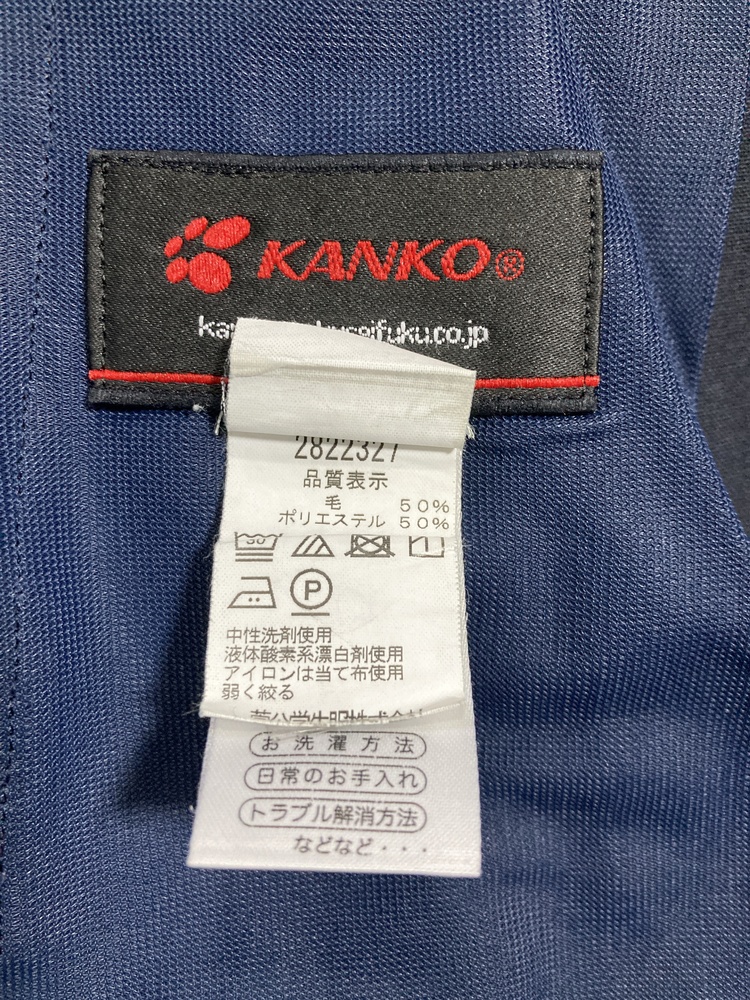 KANKO®
seifuku.co.jp
2822327
品質表示
毛 50%
ポリエステル 50%
P
中性洗剤使用
液体酸素系漂白剤使用
アイロンは当て布使用
弱く絞る
お洗濯方法
日常のお手入れ
トラブル解消方法
などなど・・・